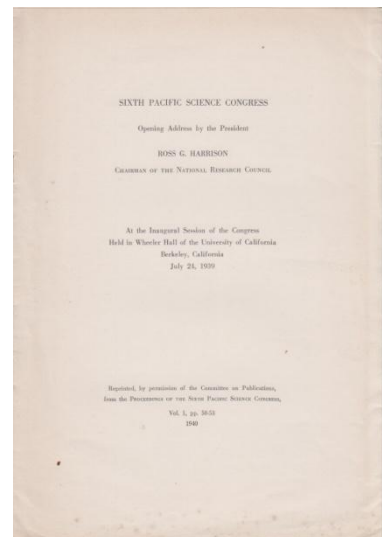 SIXTH PACIFIC SCIENCE CONGRESS
Opening Address by the President
ROSS G. HARRISON
CHAIRMAN OF THE NATIONAL RESEARCH COUNCIL
At the Inaugural Session of the Congress
Held in Wheeler Hall of the University of California
Berkeley, California
July 24, 1939
Reprinted, by permission of the Committee on Publications,
from the PROCEEDINGS OF THE SIXTH PACIFIC SCIENCE CONGRESS,
Vol. 1, pp.
1940